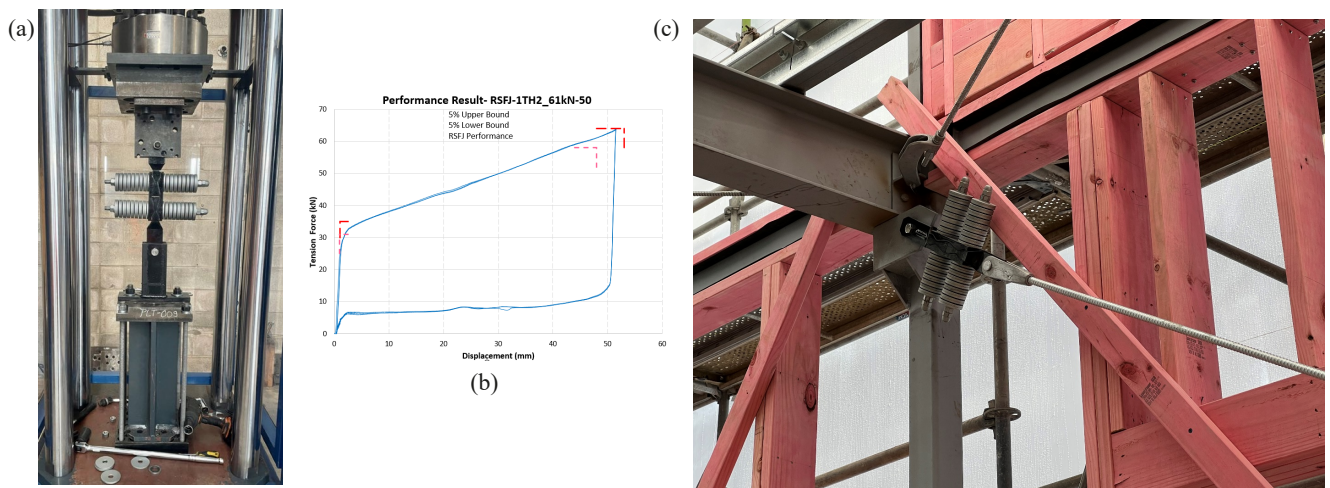 (a)
PLT-009
Performance Result- RSFJ-1TH2_61kN-50
5% Upper Bound
5% Lower Bound
RSFJ Performance
Tension Force (kN)
70
60
50
40
30
20
10
0
0 10 20 30 40 50 60
Displacement (mm)
(b)
(c)